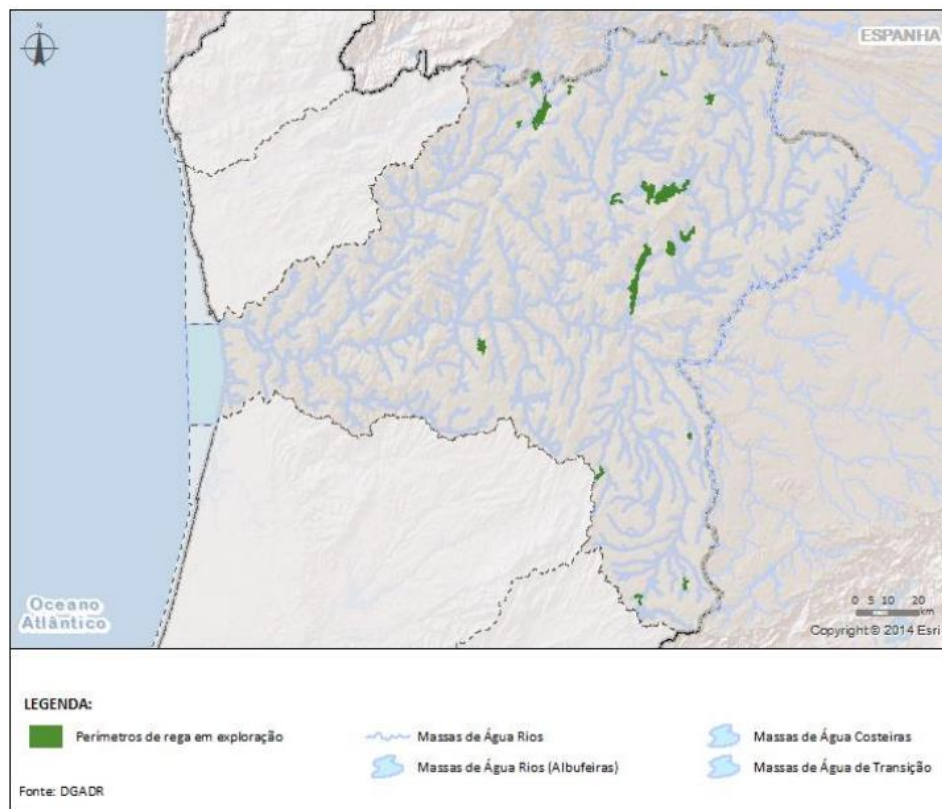 N
ESPANHA
Oceano
Atlântico
0 5 10 20
km
Copyright © 2014 Esri
LEGENDA:
Perímetros de rega em exploração
Massas de Água Rios
Massas de Água Costeiras
Massas de Água Rios (Albufeiras)
Massas de Água de Transição
Fonte: DGADR